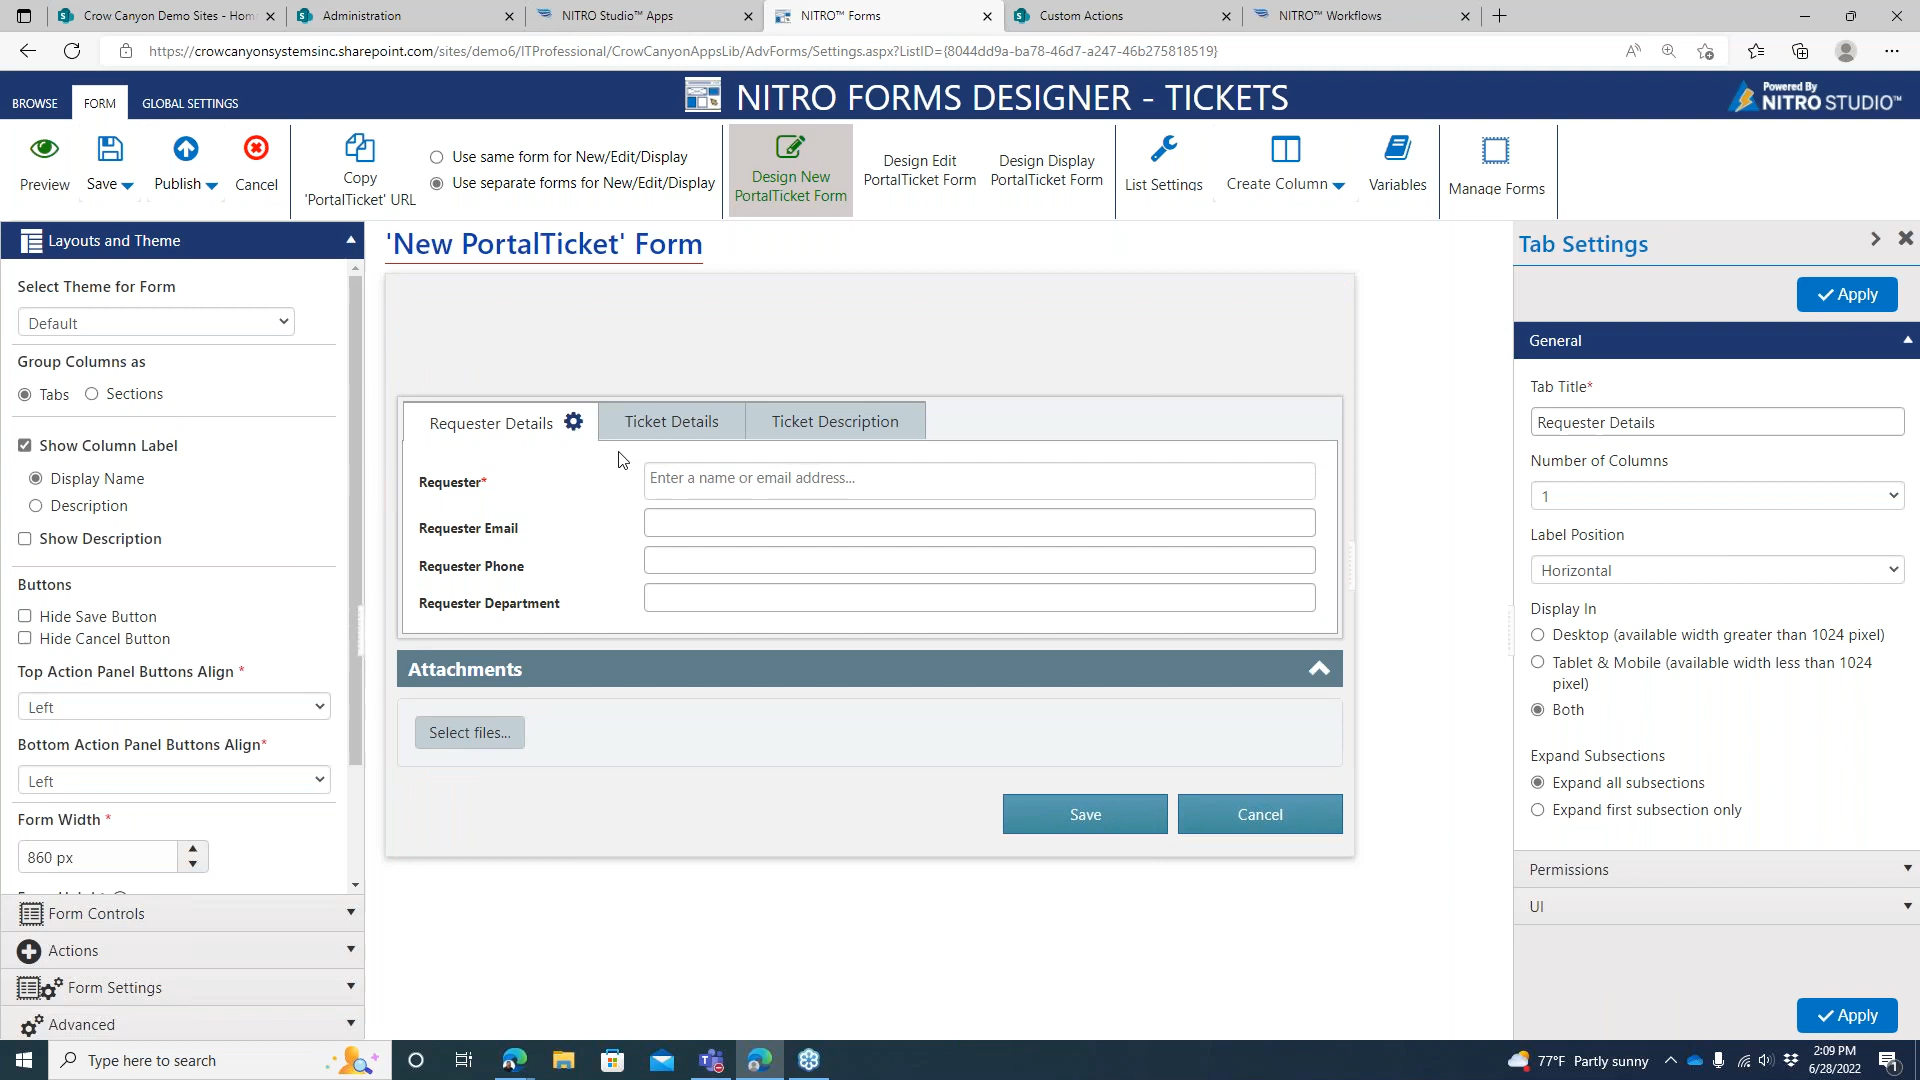 Crow Canyon Demo Sites - Hom
Administration
NITRO Studio™ Apps
NITRO™ Forms
Custom Actions
NITRO™ Workflows
https://crowcanyonsystemsinc.sharepoint.com/sites/demo6/ITProfessional/CrowCanyonAppsLib/AdvForms/Settings.aspx?ListID={8044dd9a-ba78-46d7-a247-46b275818519}
BROWSE
FORM
GLOBAL SETTINGS
NITRO FORMS DESIGNER - TICKETS
Powered By
NITRO STUDIO™
Preview
Save
Publish
Cancel
Copy
'PortalTicket' URL
Use same form for New/Edit/Display
Use separate forms for New/Edit/Display
Design New
PortalTicket Form
Design Edit
PortalTicket Form
Design Display
PortalTicket Form
List Settings
Create Column
Variables
Manage Forms
Layouts and Theme
Select Theme for Form
Default
Group Columns as
Tabs
Sections
Show Column Label
Display Name
Description
Show Description
Buttons
Hide Save Button
Hide Cancel Button
Top Action Panel Buttons Align *
Left
Bottom Action Panel Buttons Align*
Left
Form Width *
860 px
Form Controls
Actions
Form Settings
Advanced
'New PortalTicket' Form
Requester Details
Ticket Details
Ticket Description
Requester*
Enter a name or email address...
Requester Email
Requester Phone
Requester Department
Attachments
Select files...
Save
Cancel
Tab Settings
Apply
General
Tab Title*
Requester Details
Number of Columns
1
Label Position
Horizontal
Display In
Desktop (available width greater than 1024 pixel)
Tablet & Mobile (available width less than 1024
pixel)
Both
Expand Subsections
Expand all subsections
Expand first subsection only
Permissions
UI
Apply
Type here to search
77°F Partly sunny
2:09 PM
6/28/2022
1